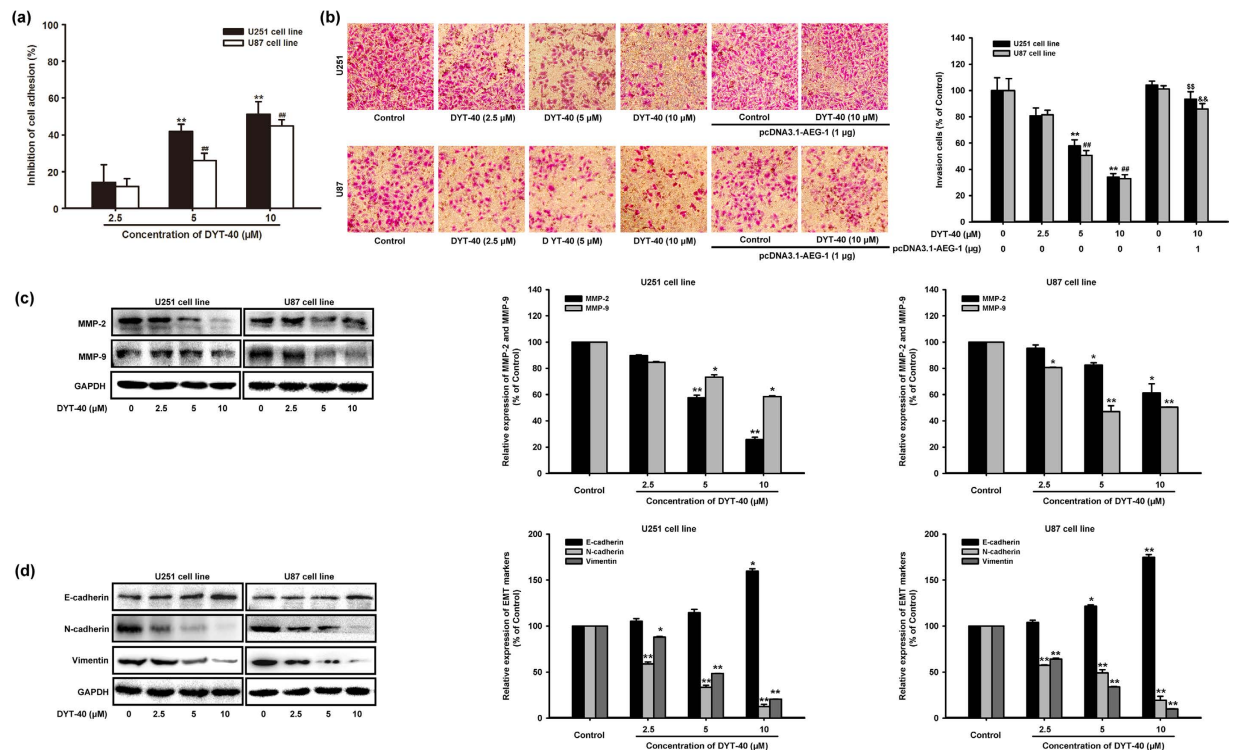 (a)
U251 cell line
U87 cell line
Inhibition of cell adhesion (%)
100
80
60
40
20
0
** ## ** ##
2.5 5 10
Concentration of DYT-40 (μM)
(b)
U251
Control DYT-40 (2.5 μM) DYT-40 (5 μM) DYT-40 (10 μM) Control DYT-40 (10 μM)
pcDNA3.1-AEG-1 (1 μg)
U87
Control DYT-40 (2.5 μM) D YT-40 (5 μM) DYT-40 (10 μM) Control DYT-40 (10 μM)
pcDNA3.1-AEG-1 (1 μg)
U251 cell line
U87 cell line
Invasion cells (% of Control)
140
120
100
80
60
40
20
0
** ## ** ## $$ &&
DYT-40 (μM) 0 2.5 5 10 0 10
pcDNA3.1-AEG-1 (μg) 0 0 0 0 1 1
(c)
U251 cell line U87 cell line
MMP-2
MMP-9
GAPDH
DYT-40 (μM) 0 2.5 5 10 0 2.5 5 10
U251 cell line
MMP-2
MMP-9
Relative expression of MMP-2 and MMP-9
(% of Control)
140
120
100
80
60
40
20
0
** * ** *
Control 2.5 5 10
Concentration of DYT-40 (μM)
U87 cell line
MMP-2
MMP-9
Relative expression of MMP-2 and MMP-9
(% of Control)
140
120
100
80
60
40
20
0
* * ** * **
Control 2.5 5 10
Concentration of DYT-40 (μM)
(d)
U251 cell line U87 cell line
E-cadherin
N-cadherin
Vimentin
GAPDH
DYT-40 (μM) 0 2.5 5 10 0 2.5 5 10
U251 cell line
E-cadherin
N-cadherin
Vimentin
Relative expression of EMT markers
(% of Control)
200
150
100
50
0
** * ** ** * ** **
Control 2.5 5 10
Concentration of DYT-40 (μM)
U87 cell line
E-cadherin
N-cadherin
Vimentin
Relative expression of EMT markers
(% of Control)
200
150
100
50
0
** ** * ** ** ** ** **
Control 2.5 5 10
Concentration of DYT-40 (μM)